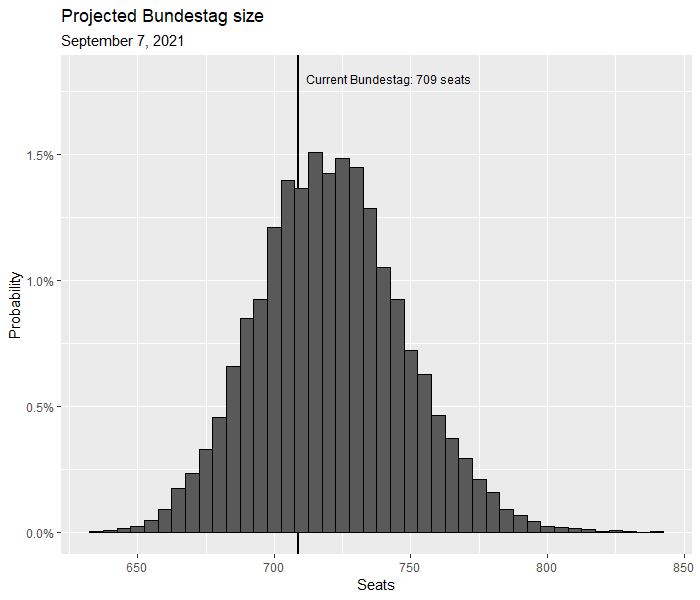 Projected Bundestag size
September 7, 2021
Current Bundestag: 709 seats
Probability
1.5%
1.0%
0.5%
0.0%
650
700
750
800
850
Seats